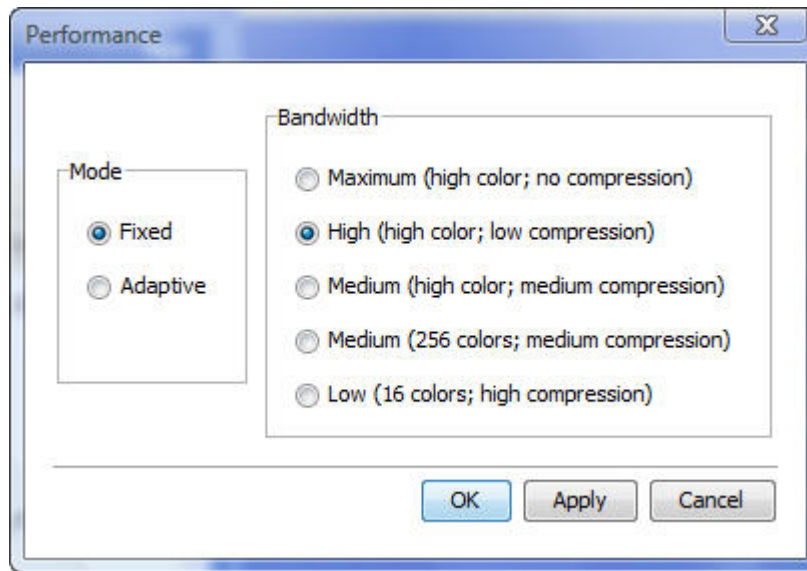 Performance
Mode
Fixed
Adaptive
Bandwidth
Maximum (high color; no compression)
High (high color; low compression)
Medium (high color; medium compression)
Medium (256 colors; medium compression)
Low (16 colors; high compression)
OK
Apply
Cancel